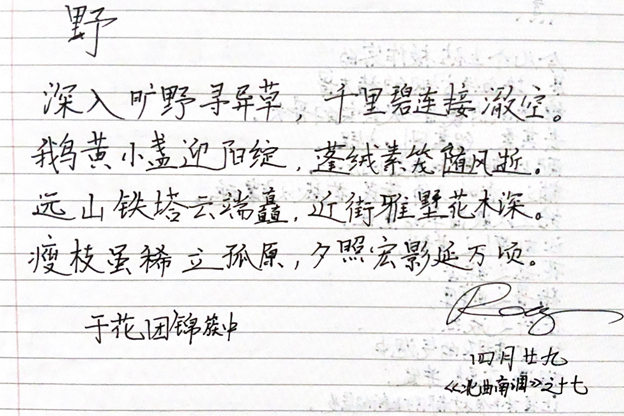 野
深入旷野寻异草，千里碧连接澈空。
鹅黄小盏迎阳绽，蓬绒素笼随风逝。
远山铁塔云端矗，近街雅墅花木深。
瘦枝虽稀立孤原，夕照宏影延万顷。
于花团锦簇中
四月廿九
《北曲南调》之十七